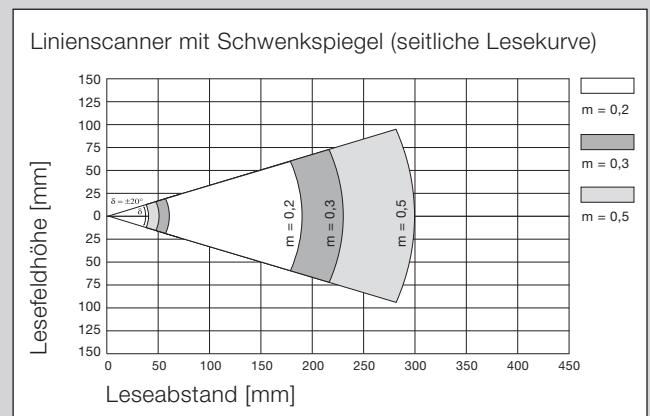 Linienscanner mit Schwenkspiegel (seitliche Lesekurve)
Lesefeldhöhe [mm]
150
125
100
75
50
25
0
25
50
75
100
125
150
δ = ±20°
δ
m = 0,2
m = 0,3
m = 0,5
0 50 100 150 200 250 300 350 400 450
Leseabstand [mm]
m = 0,2
m = 0,3
m = 0,5